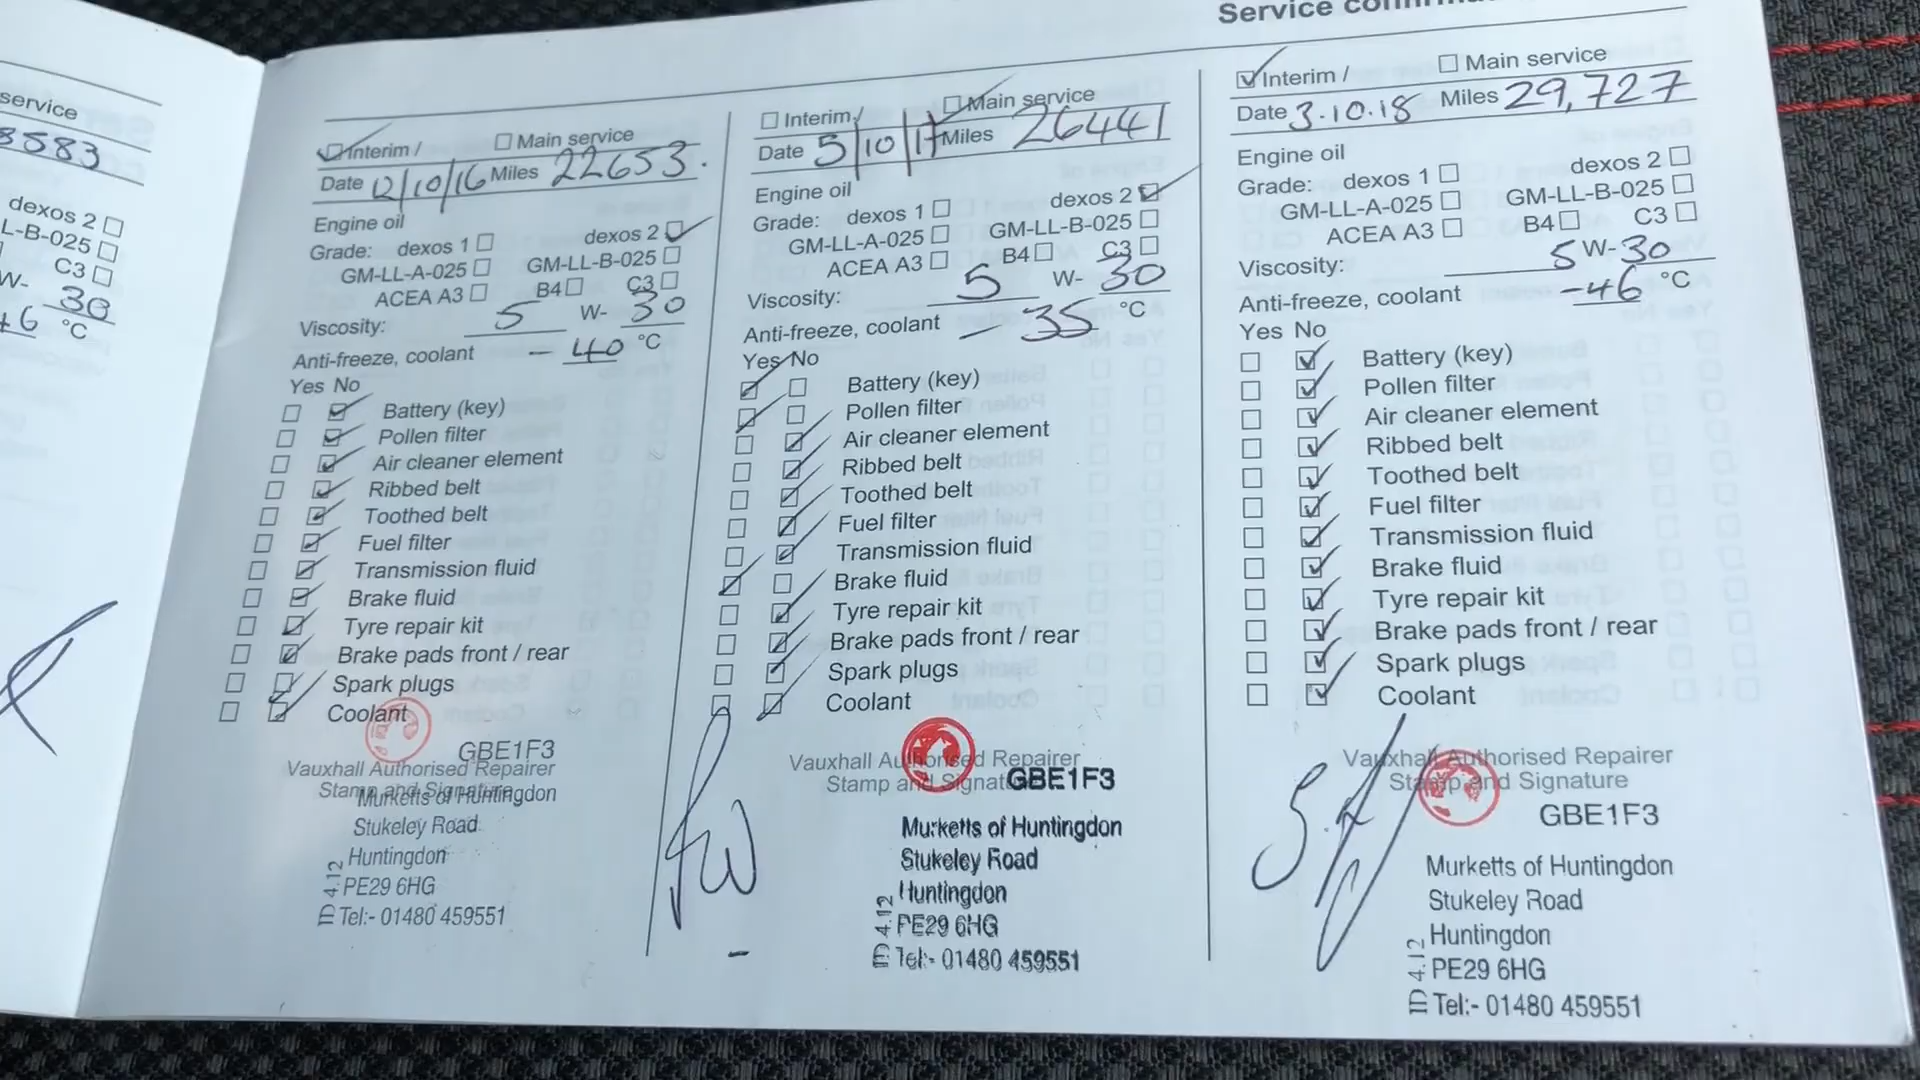 Service
service
8583
dexos 2
L-B-025
C3
W- 30
46 °C
Interim / Main service
Date 12/10/16 Miles 22653.
Engine oil
Grade: dexos 1 dexos 2
GM-LL-A-025 GM-LL-B-025
ACEA A3 B4 C3
Viscosity: 5 W- 30
Anti-freeze, coolant - 40 °C
Yes No
Battery (key)
Pollen filter
Air cleaner element
Ribbed belt
Toothed belt
Fuel filter
Transmission fluid
Brake fluid
Tyre repair kit
Brake pads front / rear
Spark plugs
Coolant
GBE1F3
Vauxhall Authorised Repairer
Stamp and Signature
Murketts of Huntingdon
Stukeley Road
Huntingdon
PE29 6HG
Tel:- 01480 459551
ID 4.12
Interim / Main service
Date 5/10/17 Miles 26441
Engine oil
Grade: dexos 1 dexos 2
GM-LL-A-025 GM-LL-B-025
ACEA A3 B4 C3
Viscosity: 5 W- 30
Anti-freeze, coolant - 35 °C
Yes No
Battery (key)
Pollen filter
Air cleaner element
Ribbed belt
Toothed belt
Fuel filter
Transmission fluid
Brake fluid
Tyre repair kit
Brake pads front / rear
Spark plugs
Coolant
Vauxhall Authorised Repairer
Stamp and Signature
GBE1F3
Murketts of Huntingdon
Stukeley Road
Huntingdon
PE29 6HG
Tel:- 01480 459551
ID 4.12
Interim / Main service
Date 3.10.18 Miles 29,727
Engine oil
Grade: dexos 1 dexos 2
GM-LL-A-025 GM-LL-B-025
ACEA A3 B4 C3
Viscosity: 5 W- 30
Anti-freeze, coolant -46 °C
Yes No
Battery (key)
Pollen filter
Air cleaner element
Ribbed belt
Toothed belt
Fuel filter
Transmission fluid
Brake fluid
Tyre repair kit
Brake pads front / rear
Spark plugs
Coolant
Vauxhall Authorised Repairer
Stamp and Signature
GBE1F3
Murketts of Huntingdon
Stukeley Road
Huntingdon
PE29 6HG
Tel:- 01480 459551
ID 4.12